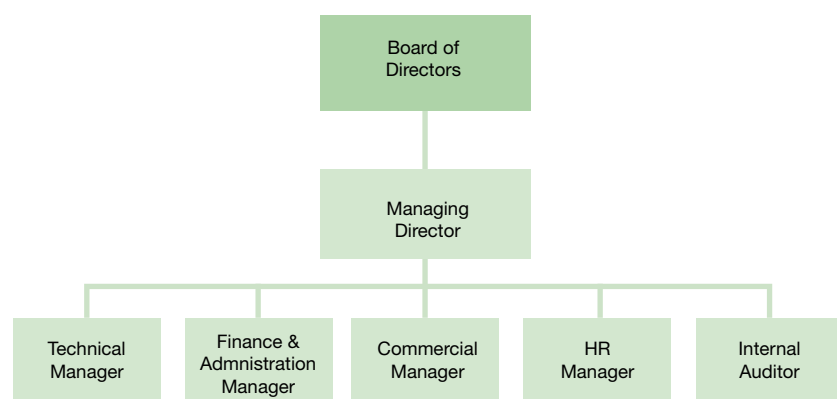 Board of
Directors
Managing
Director
Technical
Manager
Finance &
Admnistration
Manager
Commercial
Manager
HR
Manager
Internal
Auditor